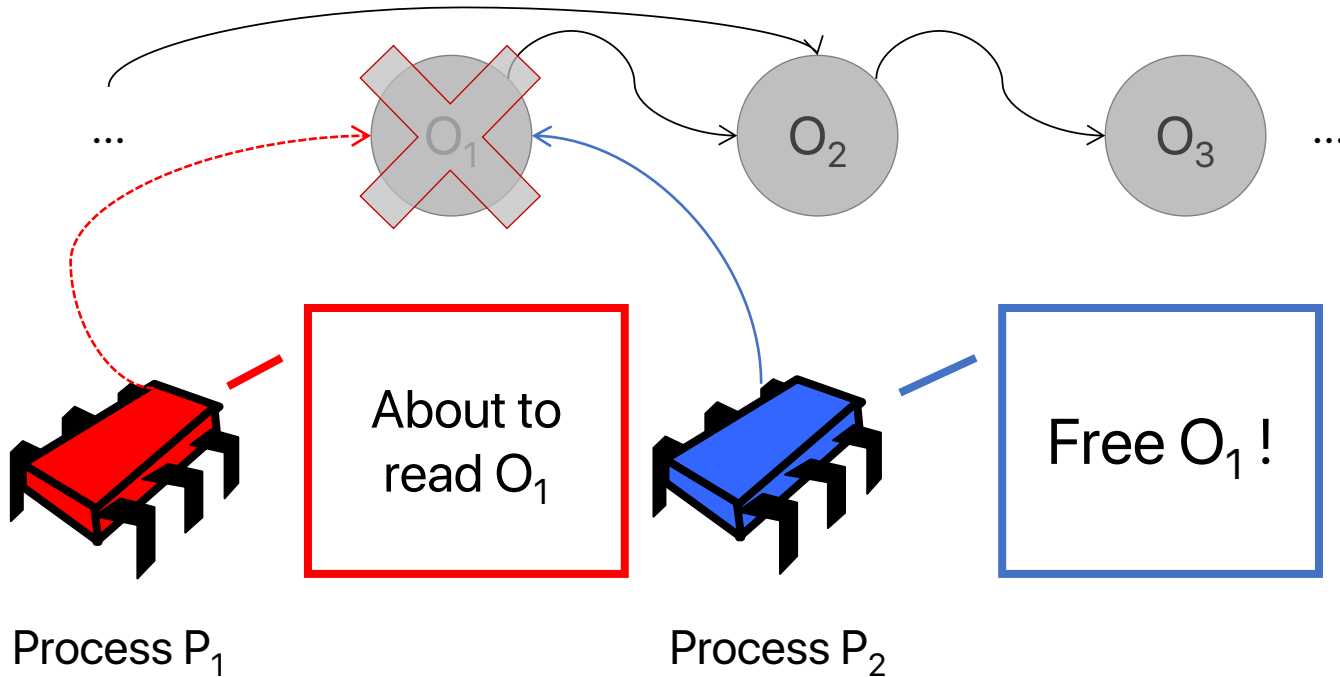 ... O₁ O₂ O₃ ...
About to
read O₁
Free O₁ !
Process P₁ Process P₂